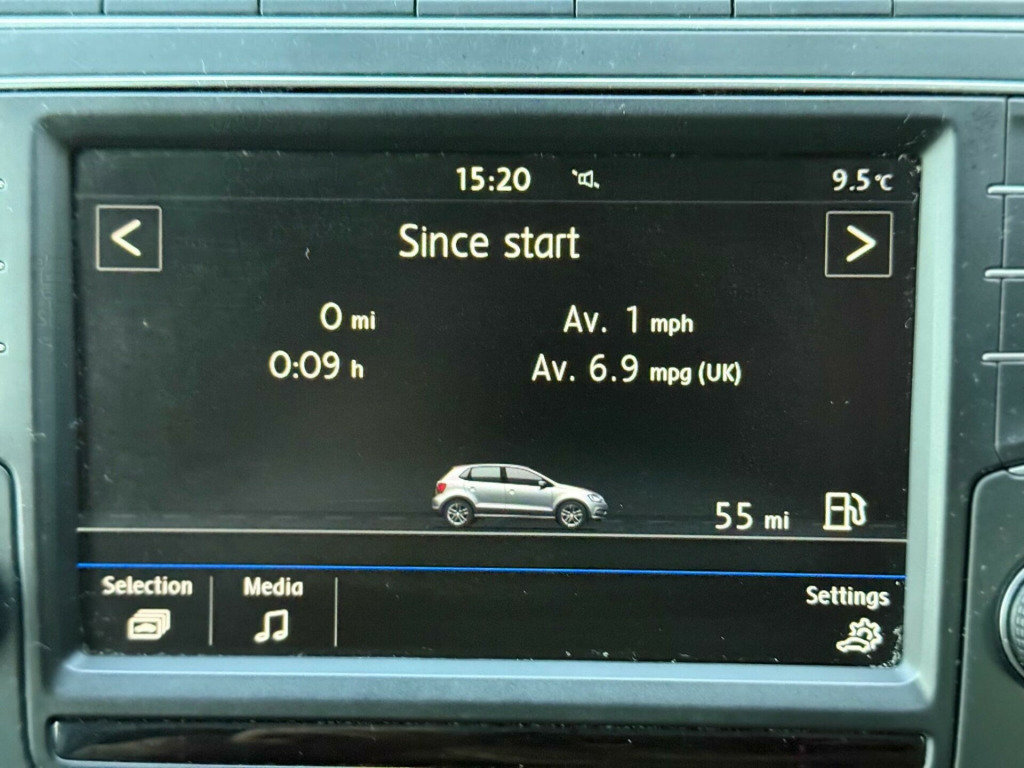 15:20 9.5°C
< Since start >
0 mi Av. 1 mph
0:09 h Av. 6.9 mpg (UK)
55 mi
Selection Media Settings